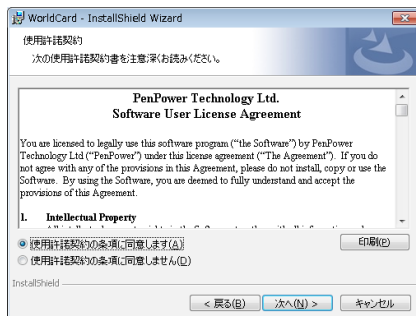 WorldCard - InstallShield Wizard
使用許諾契約
次の使用許諾契約書を注意深くお読みください。
PenPower Technology Ltd.
Software User License Agreement
You are licensed to legally use this software program (“the Software”) by PenPower
Technology Ltd (“PenPower”) under this license agreement (“The Agreement”). If you do
not agree with any of the provisions in this Agreement, please do not install, copy or use the
Software. By using the Software, you are deemed to fully understand and accept the
provisions of this Agreement.
1. Intellectual Property
使用許諾契約の条項に同意します(A)
印刷(P)
使用許諾契約の条項に同意しません(D)
InstallShield
< 戻る(B)
次へ(N) >
キャンセル